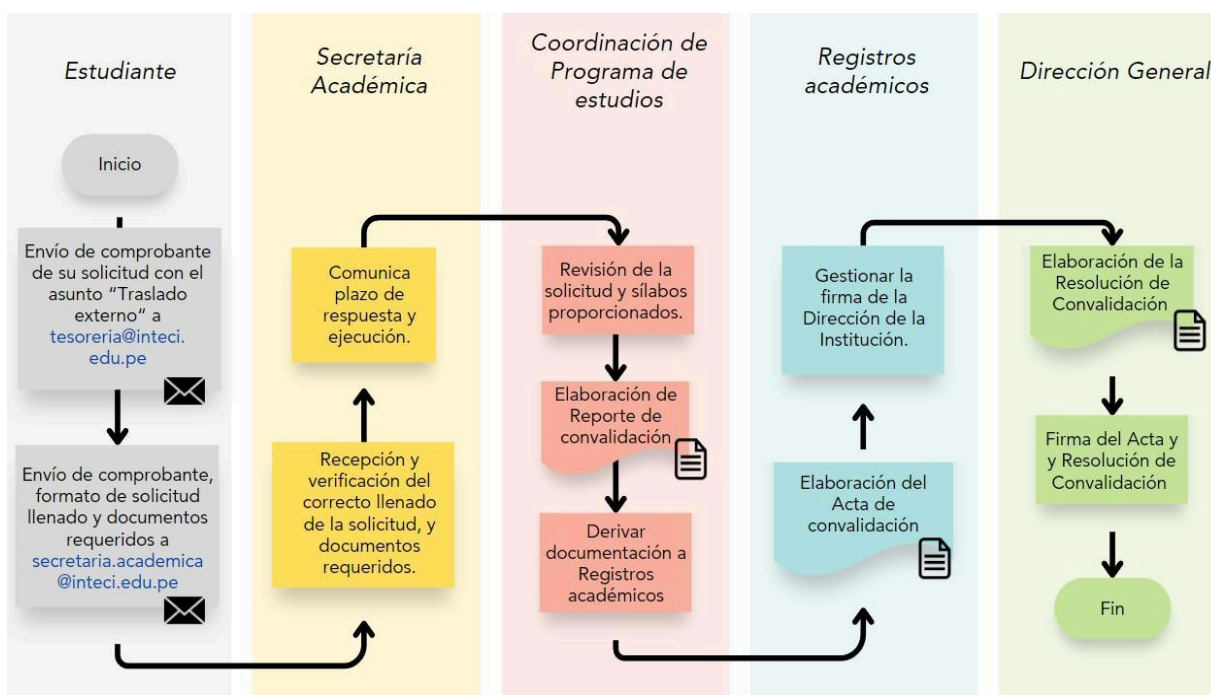 Estudiante
Inicio
Envío de comprobante
de su solicitud con el
asunto “Traslado
externo” a
tesoreria@inteci.
edu.pe
Envío de comprobante,
formato de solicitud
llenado y documentos
requeridos a
secretaria.academica
@inteci.edu.pe
Secretaría
Académica
Recepción y
verificación del
correcto llenado
de la solicitud, y
documentos
requeridos.
Comunica
plazo de
respuesta y
ejecución.
Coordinación de
Programa de
estudios
Revisión de la
solicitud y sílabos
proporcionados.
Elaboración de
Reporte de
convalidación
Derivar
documentación a
Registros
académicos
Registros
académicos
Elaboración del
Acta de
convalidación
Gestionar la
firma de la
Dirección de la
Institución.
Dirección General
Elaboración de la
Resolución de
Convalidación
Firma del Acta y
y Resolución de
Convalidación
Fin